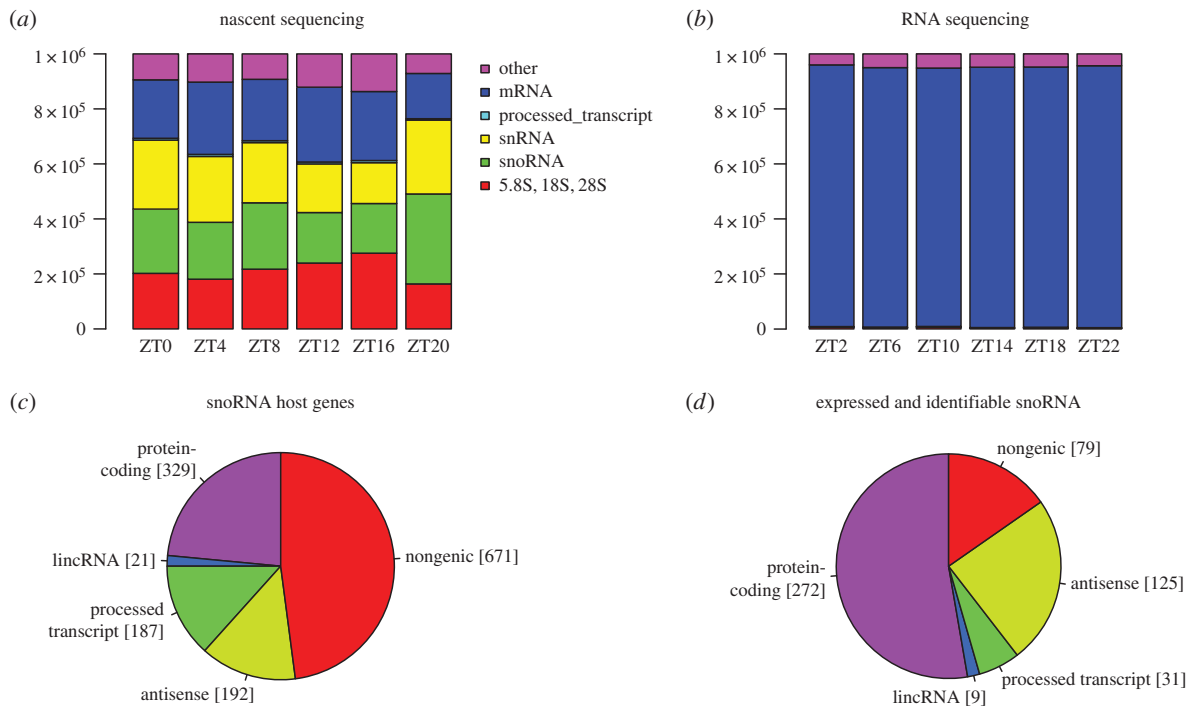 (a) nascent sequencing
1 × 10⁶
8 × 10⁵
6 × 10⁵
4 × 10⁵
2 × 10⁵
0
ZT0 ZT4 ZT8 ZT12 ZT16 ZT20
other
mRNA
processed_transcript
snRNA
snoRNA
5.8S, 18S, 28S
(b) RNA sequencing
1 × 10⁶
8 × 10⁵
6 × 10⁵
4 × 10⁵
2 × 10⁵
0
ZT2 ZT6 ZT10 ZT14 ZT18 ZT22
(c) snoRNA host genes
protein-
coding [329]
lincRNA [21]
processed
transcript [187]
antisense [192]
nongenic [671]
(d) expressed and identifiable snoRNA
nongenic [79]
antisense [125]
processed transcript [31]
lincRNA [9]
protein-
coding [272]